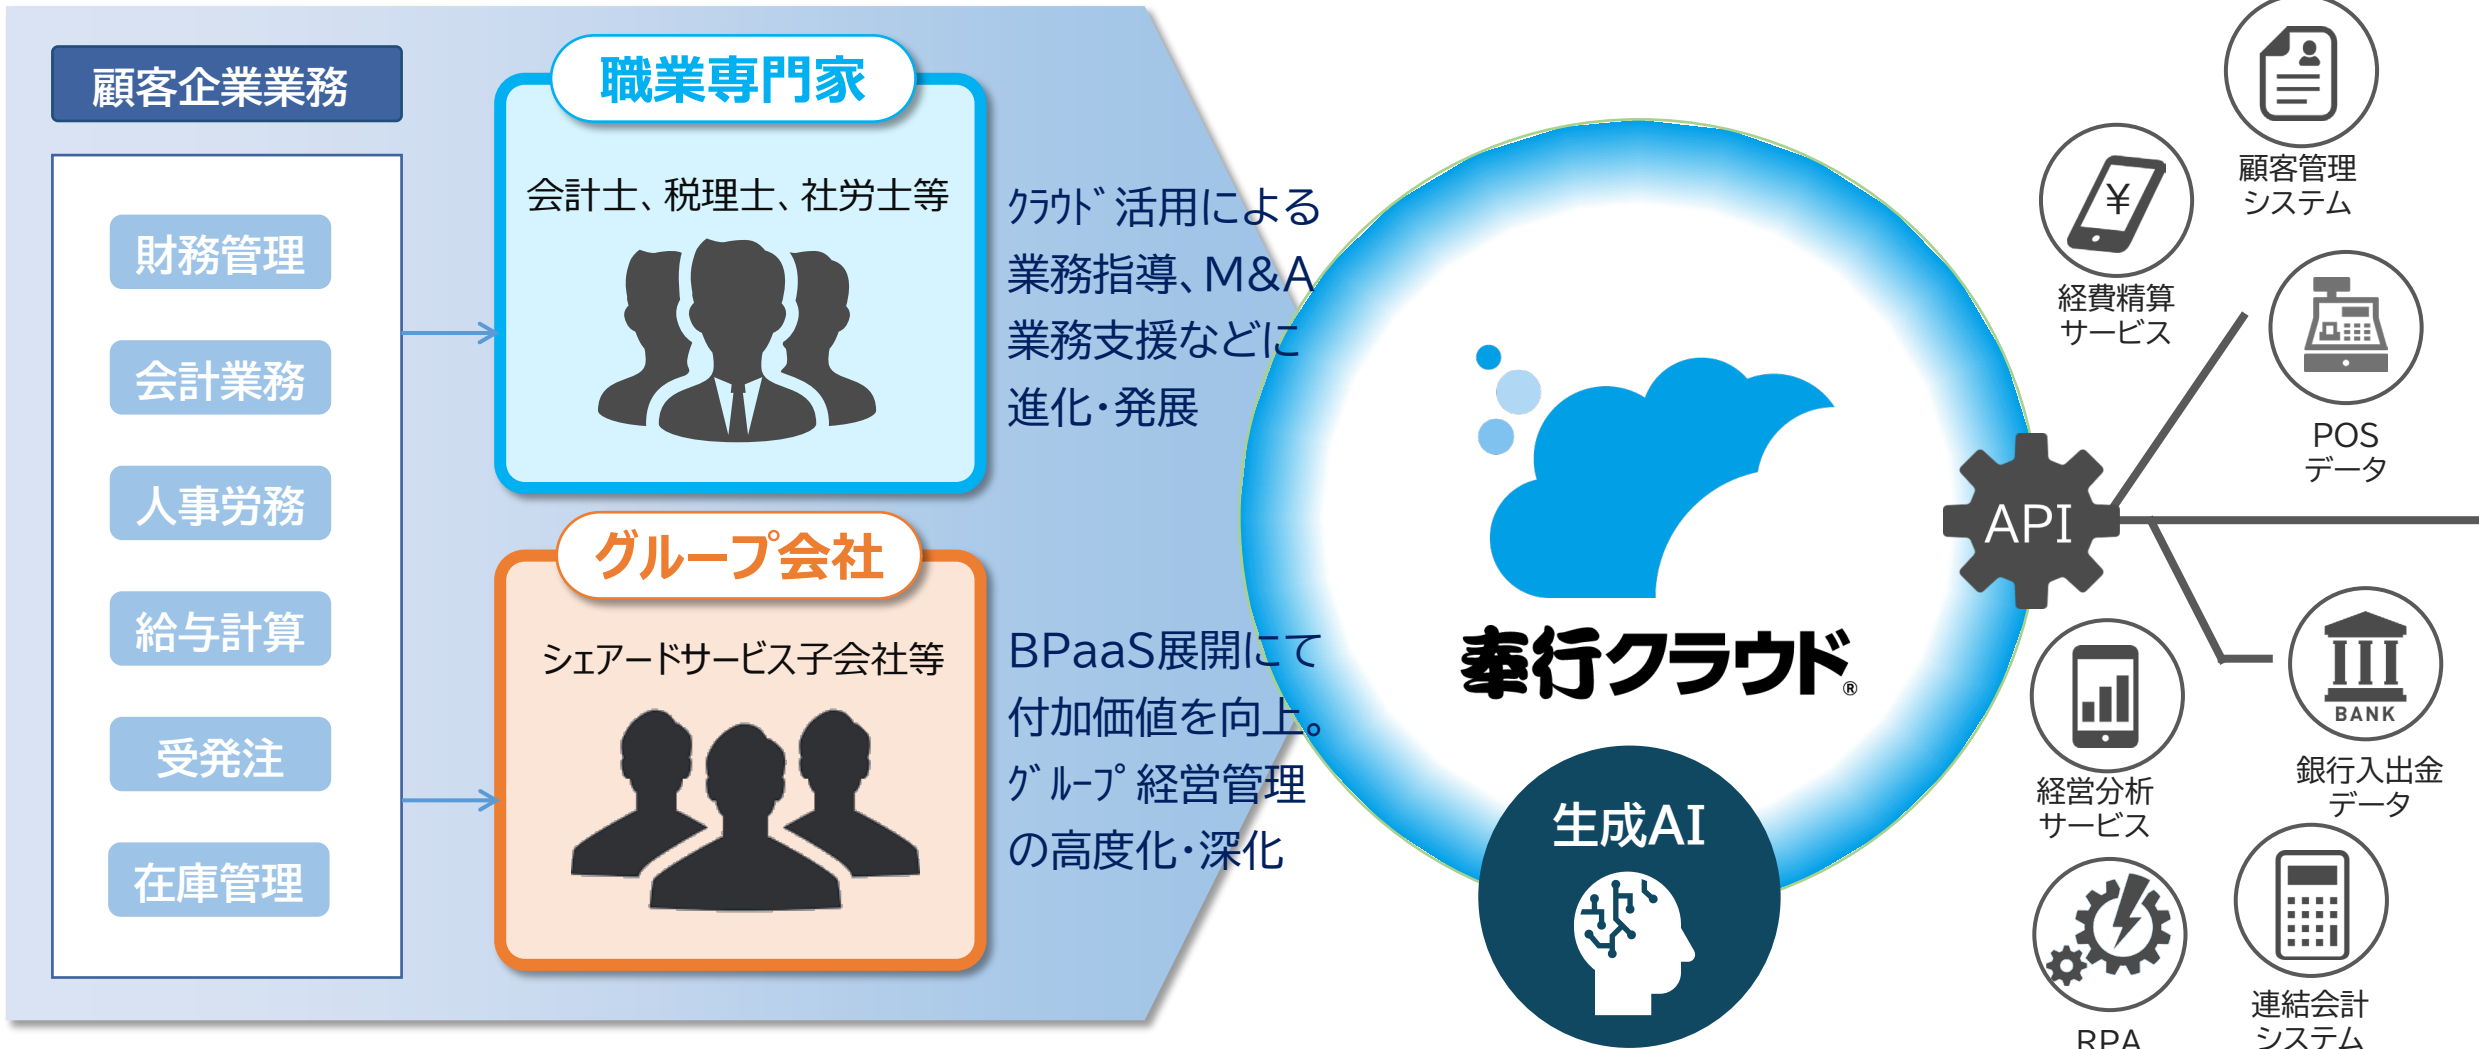 顧客企業業務
財務管理
会計業務
人事労務
給与計算
受発注
在庫管理
職業専門家
会計士、税理士、社労士等
ｸﾗｳﾄﾞ活用による
業務指導、M&A
業務支援などに
進化・発展
グループ会社
シェアードサービス子会社等
BPaaS展開にて
付加価値を向上。
ｸﾞﾙｰﾌﾟ経営管理
の高度化・深化
奉行クラウド®
生成AI
API
顧客管理
システム
¥
経費精算
サービス
POS
データ
BANK
銀行入出金
データ
経営分析
サービス
RPA
連結会計
システム